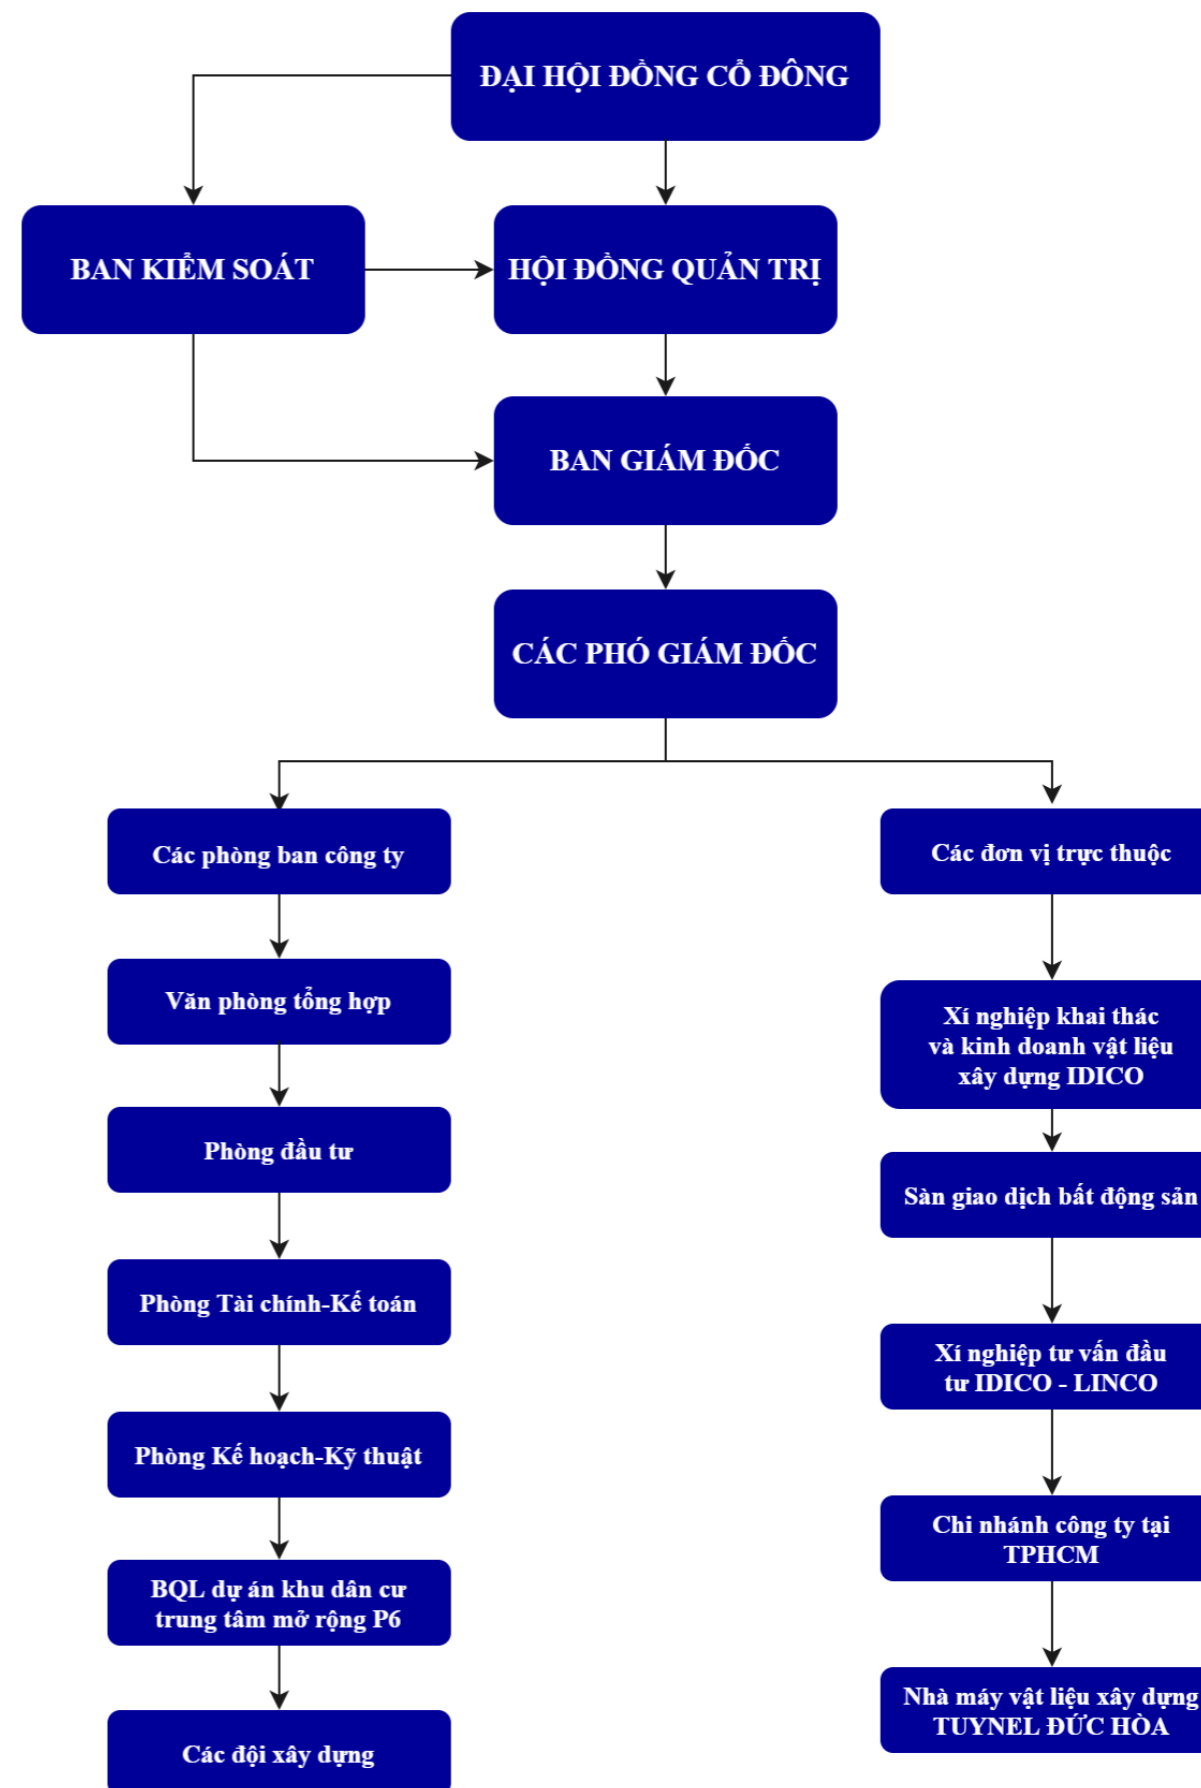 ĐẠI HỘI ĐỒNG CỔ ĐÔNG
BAN KIỂM SOÁT
HỘI ĐỒNG QUẢN TRỊ
BAN GIÁM ĐỐC
CÁC PHÓ GIÁM ĐỐC
Các phòng ban công ty
Văn phòng tổng hợp
Phòng đầu tư
Phòng Tài chính-Kế toán
Phòng Kế hoạch-Kỹ thuật
BQL dự án khu dân cư
trung tâm mở rộng P6
Các đội xây dựng
Các đơn vị trực thuộc
Xí nghiệp khai thác
và kinh doanh vật liệu
xây dựng IDICO
Sàn giao dịch bất động sản
Xí nghiệp tư vấn đầu
tư IDICO - LINCO
Chi nhánh công ty tại
TPHCM
Nhà máy vật liệu xây dựng
TUYNEL ĐỨC HÒA